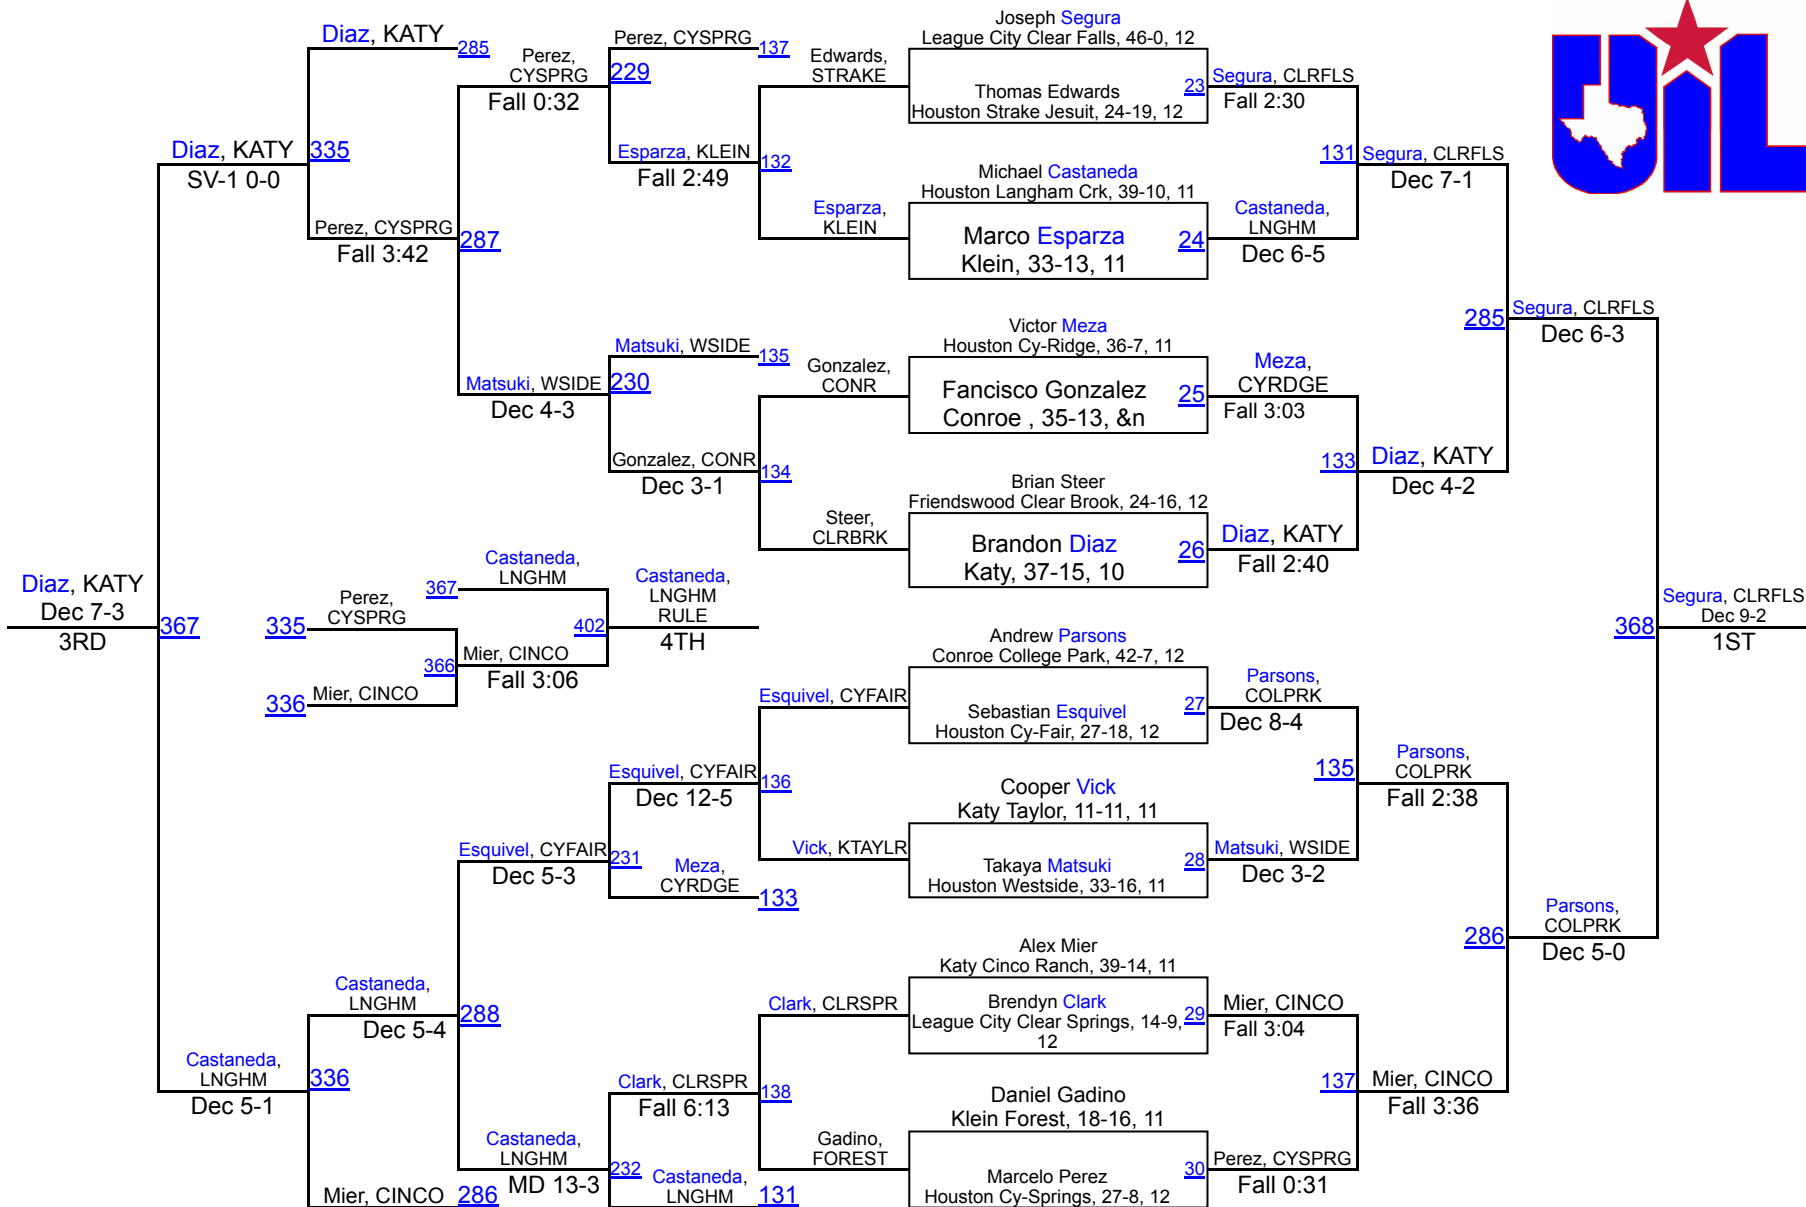 Joseph Segura
League City Clear Falls, 46-0, 12
Thomas Edwards
Houston Strake Jesuit, 24-19, 12
23
Segura, CLRFLS
Fall 2:30
Michael Castaneda
Houston Langham Crk, 39-10, 11
Marco Esparza
Klein, 33-13, 11
24
Castaneda,
LNGHM
Dec 6-5
131
Segura, CLRFLS
Dec 7-1
Victor Meza
Houston Cy-Ridge, 36-7, 11
Fancisco Gonzalez
Conroe , 35-13, &n
25
Meza,
CYRDGE
Fall 3:03
Brian Steer
Friendswood Clear Brook, 24-16, 12
Brandon Diaz
Katy, 37-15, 10
26
Diaz, KATY
Fall 2:40
133
Diaz, KATY
Dec 4-2
285
Segura, CLRFLS
Dec 6-3
Andrew Parsons
Conroe College Park, 42-7, 12
Sebastian Esquivel
Houston Cy-Fair, 27-18, 12
27
Parsons,
COLPRK
Dec 8-4
Cooper Vick
Katy Taylor, 11-11, 11
Takaya Matsuki
Houston Westside, 33-16, 11
28
Matsuki, WSIDE
Dec 3-2
135
Parsons,
COLPRK
Fall 2:38
Alex Mier
Katy Cinco Ranch, 39-14, 11
Brendyn Clark
League City Clear Springs, 14-9,
12
29
Mier, CINCO
Fall 3:04
Daniel Gadino
Klein Forest, 18-16, 11
Marcelo Perez
Houston Cy-Springs, 27-8, 12
30
Perez, CYSPRG
Fall 0:31
137
Mier, CINCO
Fall 3:36
286
Parsons,
COLPRK
Dec 5-0
368
Segura, CLRFLS
Dec 9-2
1ST
UIL
Edwards,
STRAKE
Esparza,
KLEIN
132
Esparza, KLEIN
Fall 2:49
Perez, CYSPRG
137
229
Perez,
CYSPRG
Fall 0:32
Gonzalez,
CONR
Steer,
CLRBRK
134
Gonzalez, CONR
Dec 3-1
Matsuki, WSIDE
135
230
Matsuki, WSIDE
Dec 4-3
287
Perez, CYSPRG
Fall 3:42
Diaz, KATY
285
335
Diaz, KATY
SV-1 0-0
Esquivel, CYFAIR
Vick, KTAYLR
136
Esquivel, CYFAIR
Dec 12-5
Meza,
CYRDGE
133
231
Esquivel, CYFAIR
Dec 5-3
Clark, CLRSPR
Gadino,
FOREST
138
Clark, CLRSPR
Fall 6:13
Castaneda,
LNGHM
131
232
Castaneda,
LNGHM
MD 13-3
288
Castaneda,
LNGHM
Dec 5-4
Mier, CINCO
286
336
Castaneda,
LNGHM
Dec 5-1
367
Diaz, KATY
Dec 7-3
3RD
335
Perez,
CYSPRG
336
Mier, CINCO
366
Mier, CINCO
Fall 3:06
367
Castaneda,
LNGHM
402
Castaneda,
LNGHM
RULE
4TH